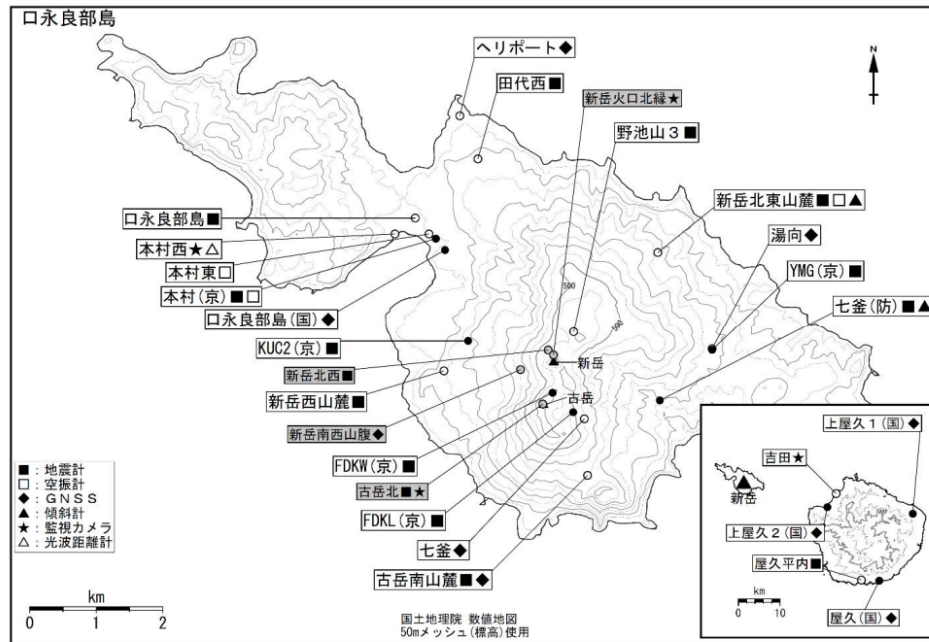 口永良部島
ヘリポート◆
田代西■
新岳火口北縁★
野池山３■
N
口永良部島■
本村西★△
本村東□
本村(京)■□
口永良部島(国)◆
KUC2(京)■
新岳北西■
新岳西山麓■
新岳南西山腹◆
FDKW(京)■
古岳北■★
FDKL(京)■
七釜◆
古岳南山麓■◆
新岳北東山麓■□▲
湯向◆
YMG(京)■
七釜(防)■▲
500
500
新岳
古岳
■：地震計
□：空振計
◆：ＧＮＳＳ
▲：傾斜計
★：監視カメラ
△：光波距離計
km
0 1 2
国土地理院 数値地図
50mメッシュ(標高)使用
上屋久１(国)◆
吉田★
新岳
上屋久２(国)◆
屋久平内■
屋久(国)◆
km
0 10